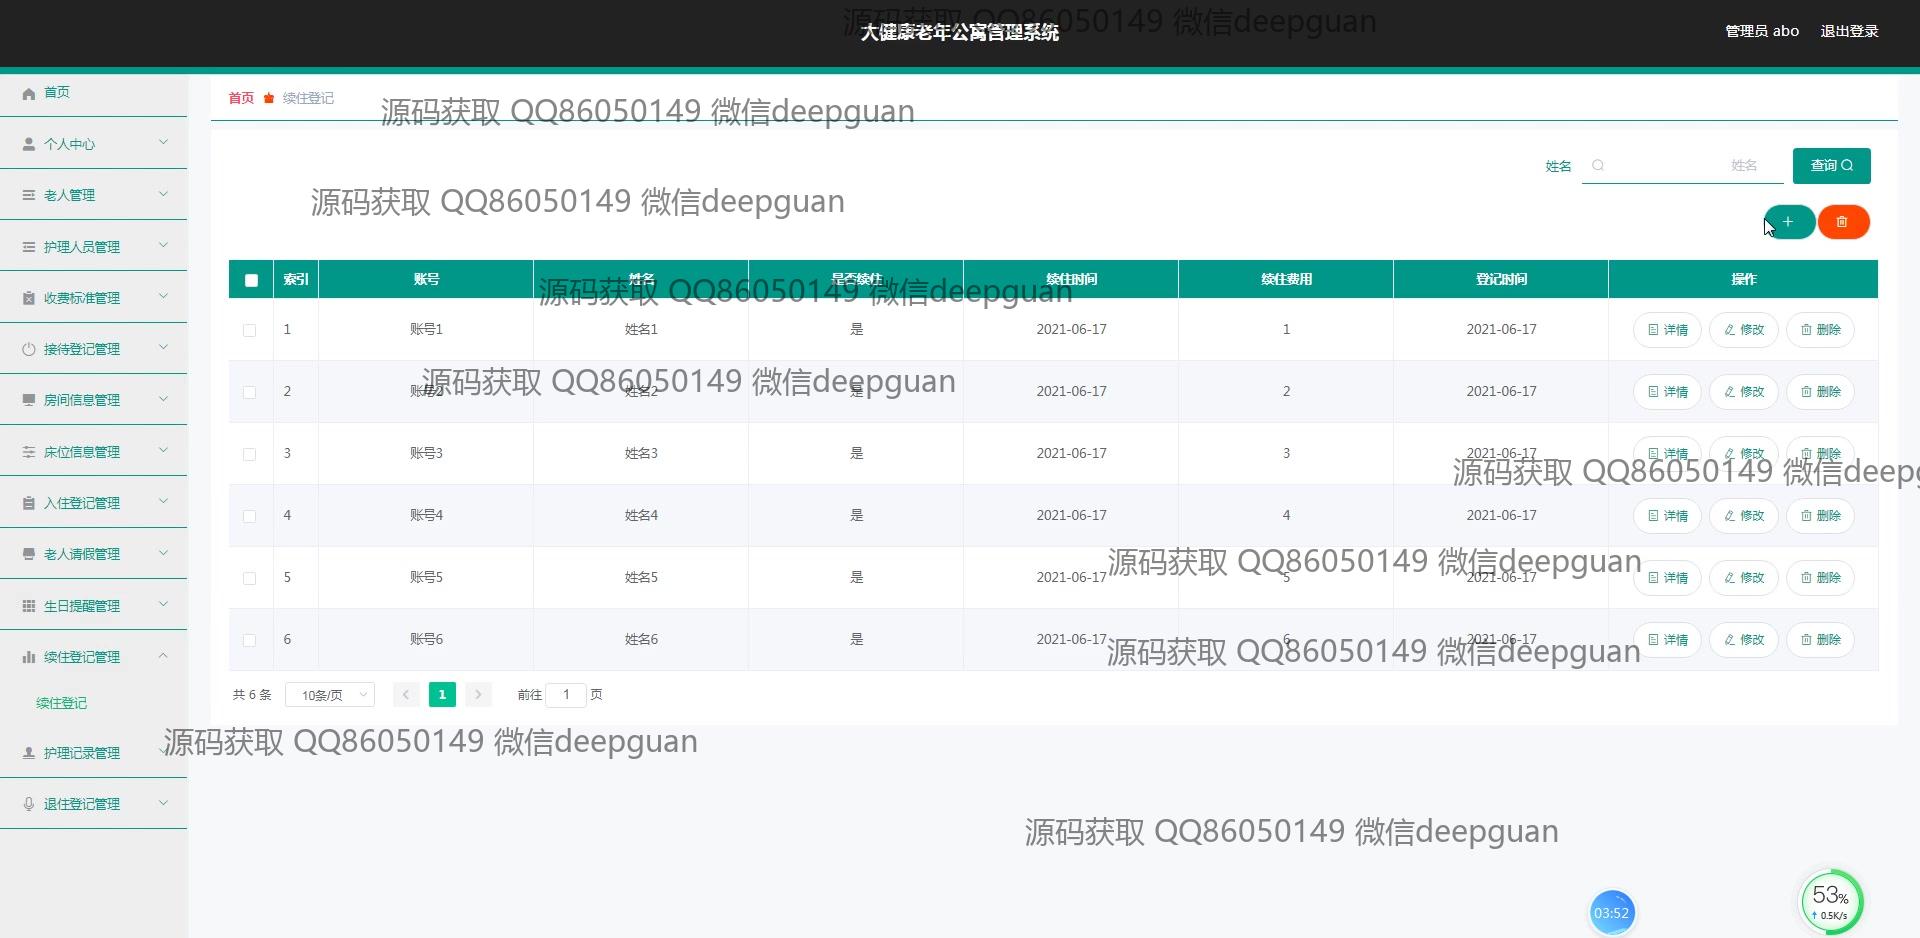 大健康老年公寓管理系统
源码获取 QQ86050149 微信deepguan
管理员 abo 退出登录
首页
个人中心
老人管理
护理人员管理
收费标准管理
接待登记管理
房间信息管理
床位信息管理
入住登记管理
老人请假管理
生日提醒管理
续住登记管理
续住登记
护理记录管理
退住登记管理
首页 续住登记
源码获取 QQ86050149 微信deepguan
姓名 姓名 查询
源码获取 QQ86050149 微信deepguan
索引 账号 姓名 是否续住 续住时间 续住费用 登记时间 操作
源码获取 QQ86050149 微信deepguan
1 账号1 姓名1 是 2021-06-17 1 2021-06-17 详情 修改 删除
2 账号2 姓名2 是 2021-06-17 2 2021-06-17 详情 修改 删除
源码获取 QQ86050149 微信deepguan
3 账号3 姓名3 是 2021-06-17 3 2021-06-17 详情 修改 删除
源码获取 QQ86050149 微信deepg
4 账号4 姓名4 是 2021-06-17 4 2021-06-17 详情 修改 删除
源码获取 QQ86050149 微信deepguan
5 账号5 姓名5 是 2021-06-17 5 2021-06-17 详情 修改 删除
6 账号6 姓名6 是 2021-06-17 6 2021-06-17 详情 修改 删除
源码获取 QQ86050149 微信deepguan
共 6 条 10条/页 1 前往 1 页
源码获取 QQ86050149 微信deepguan
源码获取 QQ86050149 微信deepguan
03:52
53%
0.5K/s